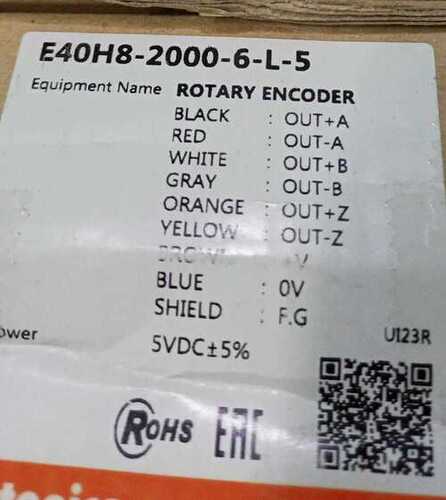 E40H8-2000-6-L-5
Equipment Name ROTARY ENCODER
BLACK : OUT+A
RED : OUT-A
WHITE : OUT+B
GRAY : OUT-B
ORANGE : OUT+Z
YELLOW : OUT-Z
BROWN : +V
BLUE : 0V
SHIELD : F.G
ower 5VDC±5%
UI23R
ROHS EAC